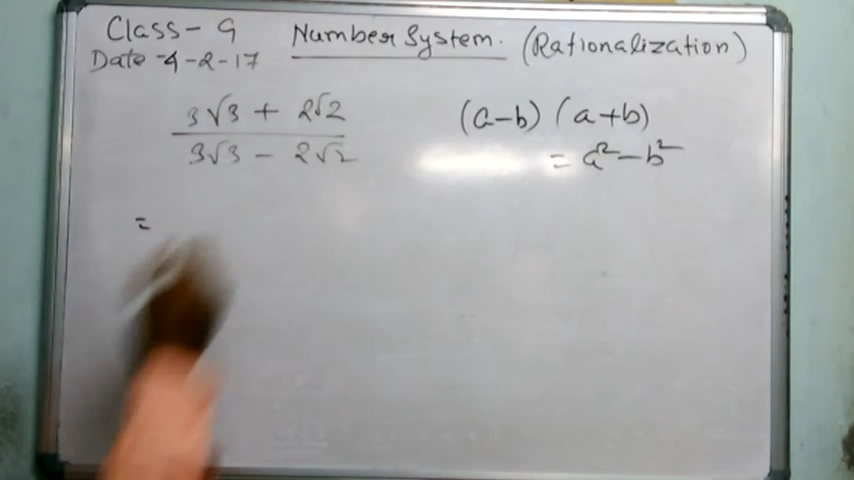 Class- 9 Number System. (Rationalization)
Date -4-2-17
3√3 + 2√2
3√3 - 2√2
(a-b) (a+b)
= a²-b²
=